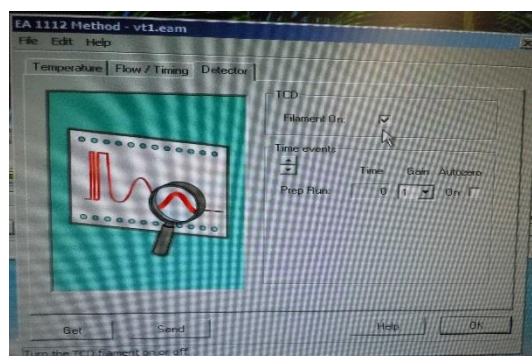 EA 1112 Method - vt1.eam
File Edit Help
Temperature Flow / Timing Detector
TCD
Filament On:
Time events
Time Gain Autozero
Prep Run: 0 1 On
Get Send Help OK
Turn the TCD filament on or off